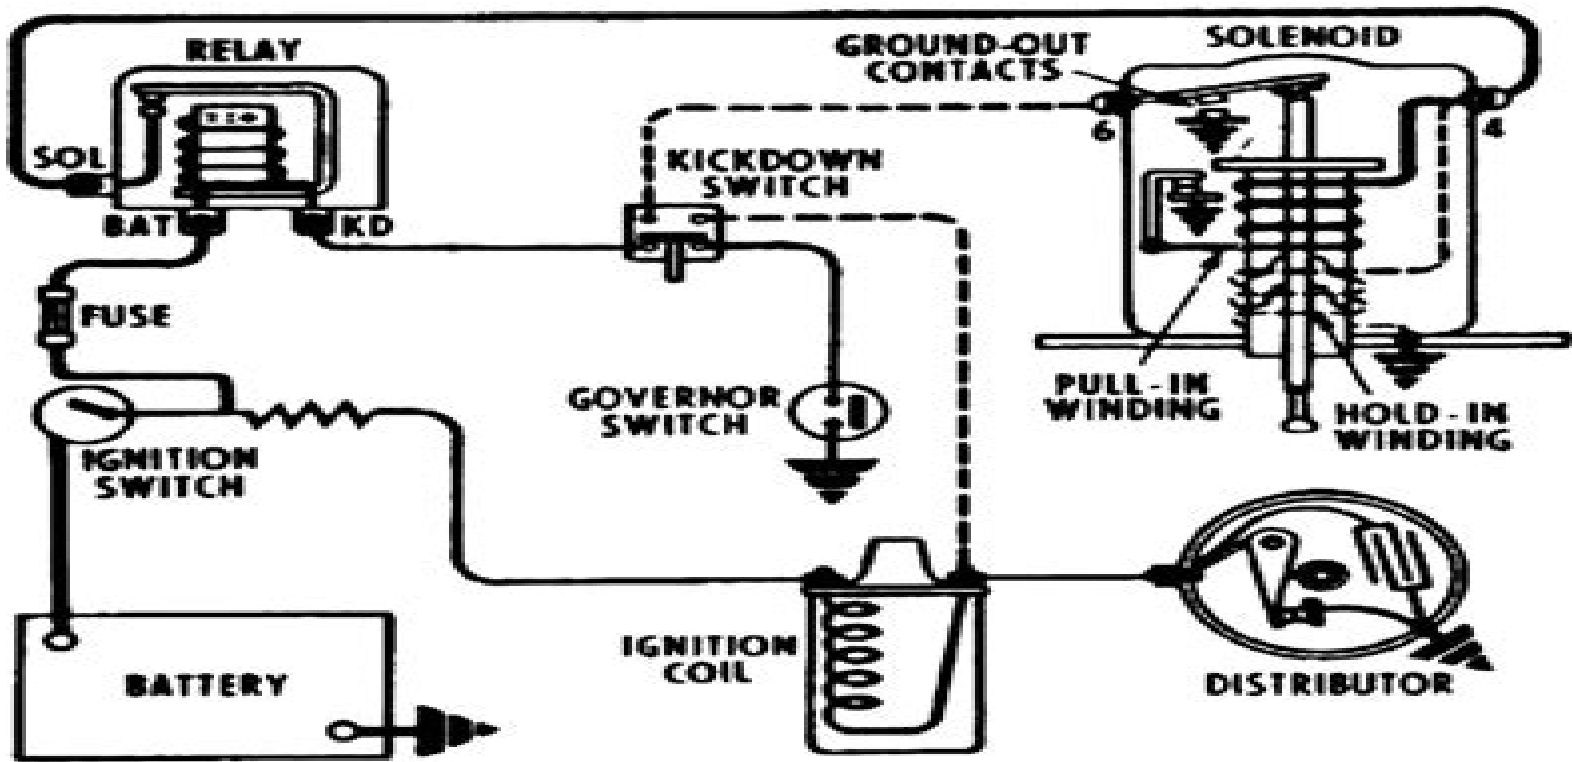 RELAY
GROUND-OUT
CONTACTS
SOLENOID
6
4
SOL
KICKDOWN
SWITCH
BAT
KD
FUSE
PULL-IN
WINDING
GOVERNOR
SWITCH
HOLD-IN
WINDING
IGNITION
SWITCH
IGNITION
COIL
BATTERY
DISTRIBUTOR